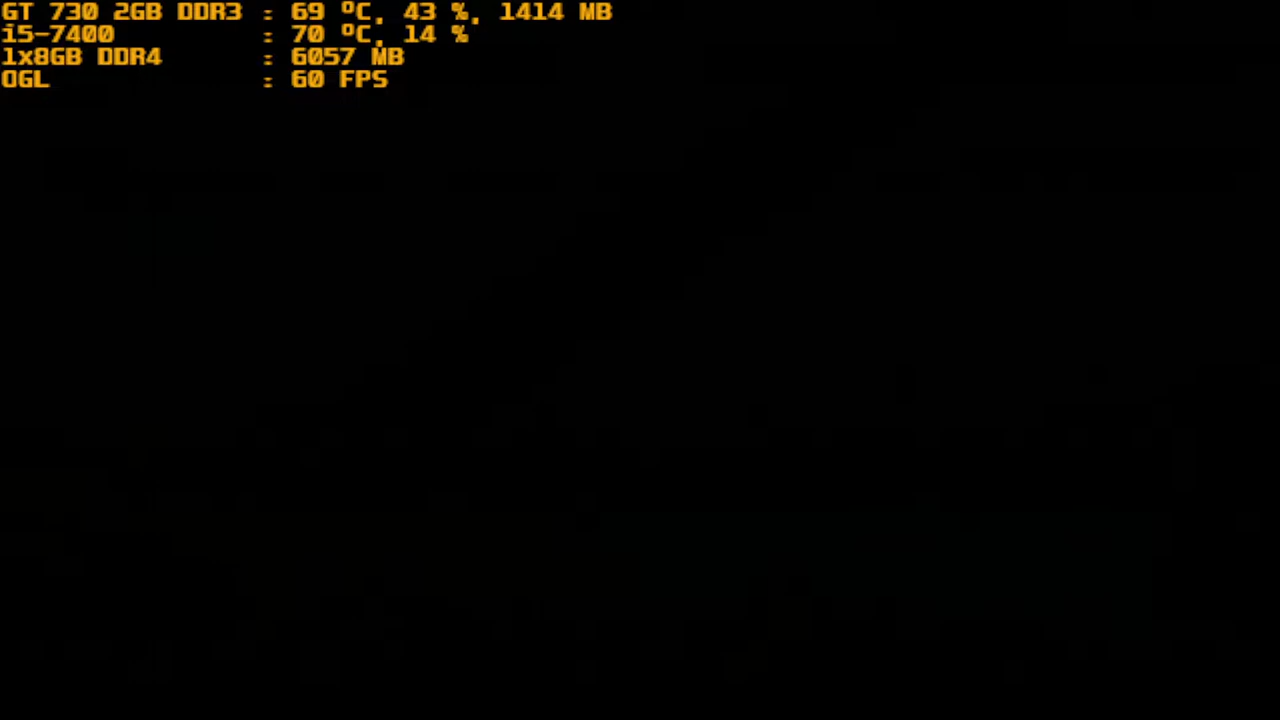 GT 730 2GB DDR3 : 69 ºC, 43 %, 1414 MB
i5-7400 : 70 ºC, 14 %
1x8GB DDR4 : 6057 MB
OGL : 60 FPS